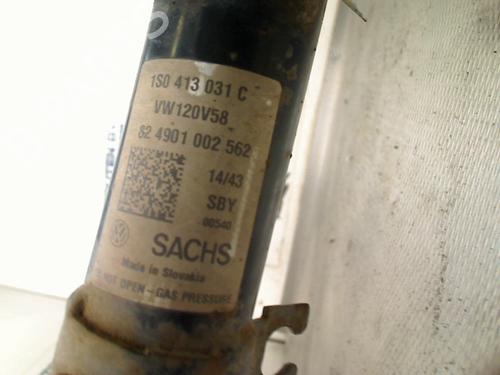 1S0 413 031 C
VW120V58
82 4901 002 562
14/43
SBY
00540
SACHS
Made in Slovakia
NOT OPEN - GAS PRESSURE